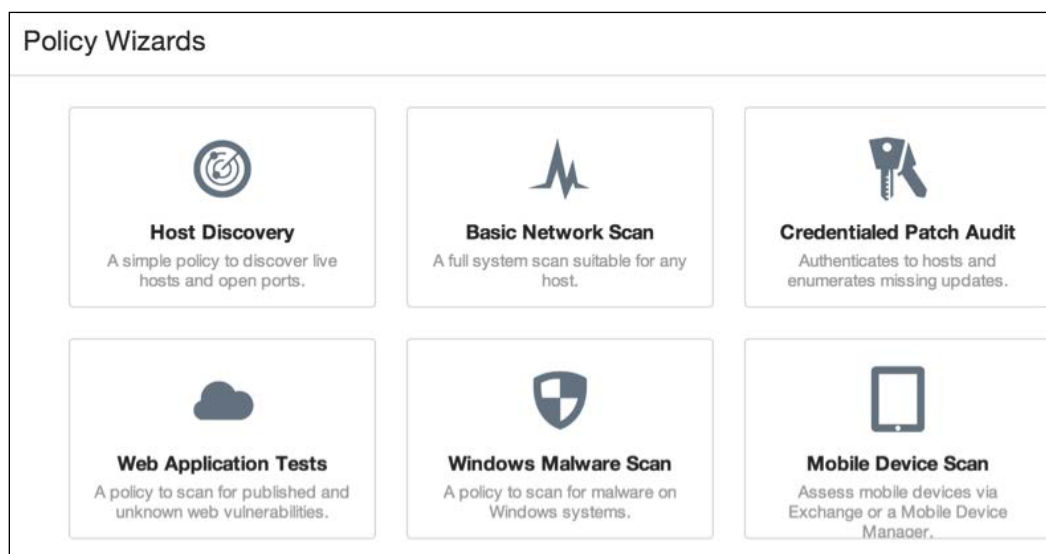 Policy Wizards
Host Discovery
A simple policy to discover live
hosts and open ports.
Basic Network Scan
A full system scan suitable for any
host.
Credentialed Patch Audit
Authenticates to hosts and
enumerates missing updates.
Web Application Tests
A policy to scan for published and
unknown web vulnerabilities.
Windows Malware Scan
A policy to scan for malware on
Windows systems.
Mobile Device Scan
Assess mobile devices via
Exchange or a Mobile Device
Manager.